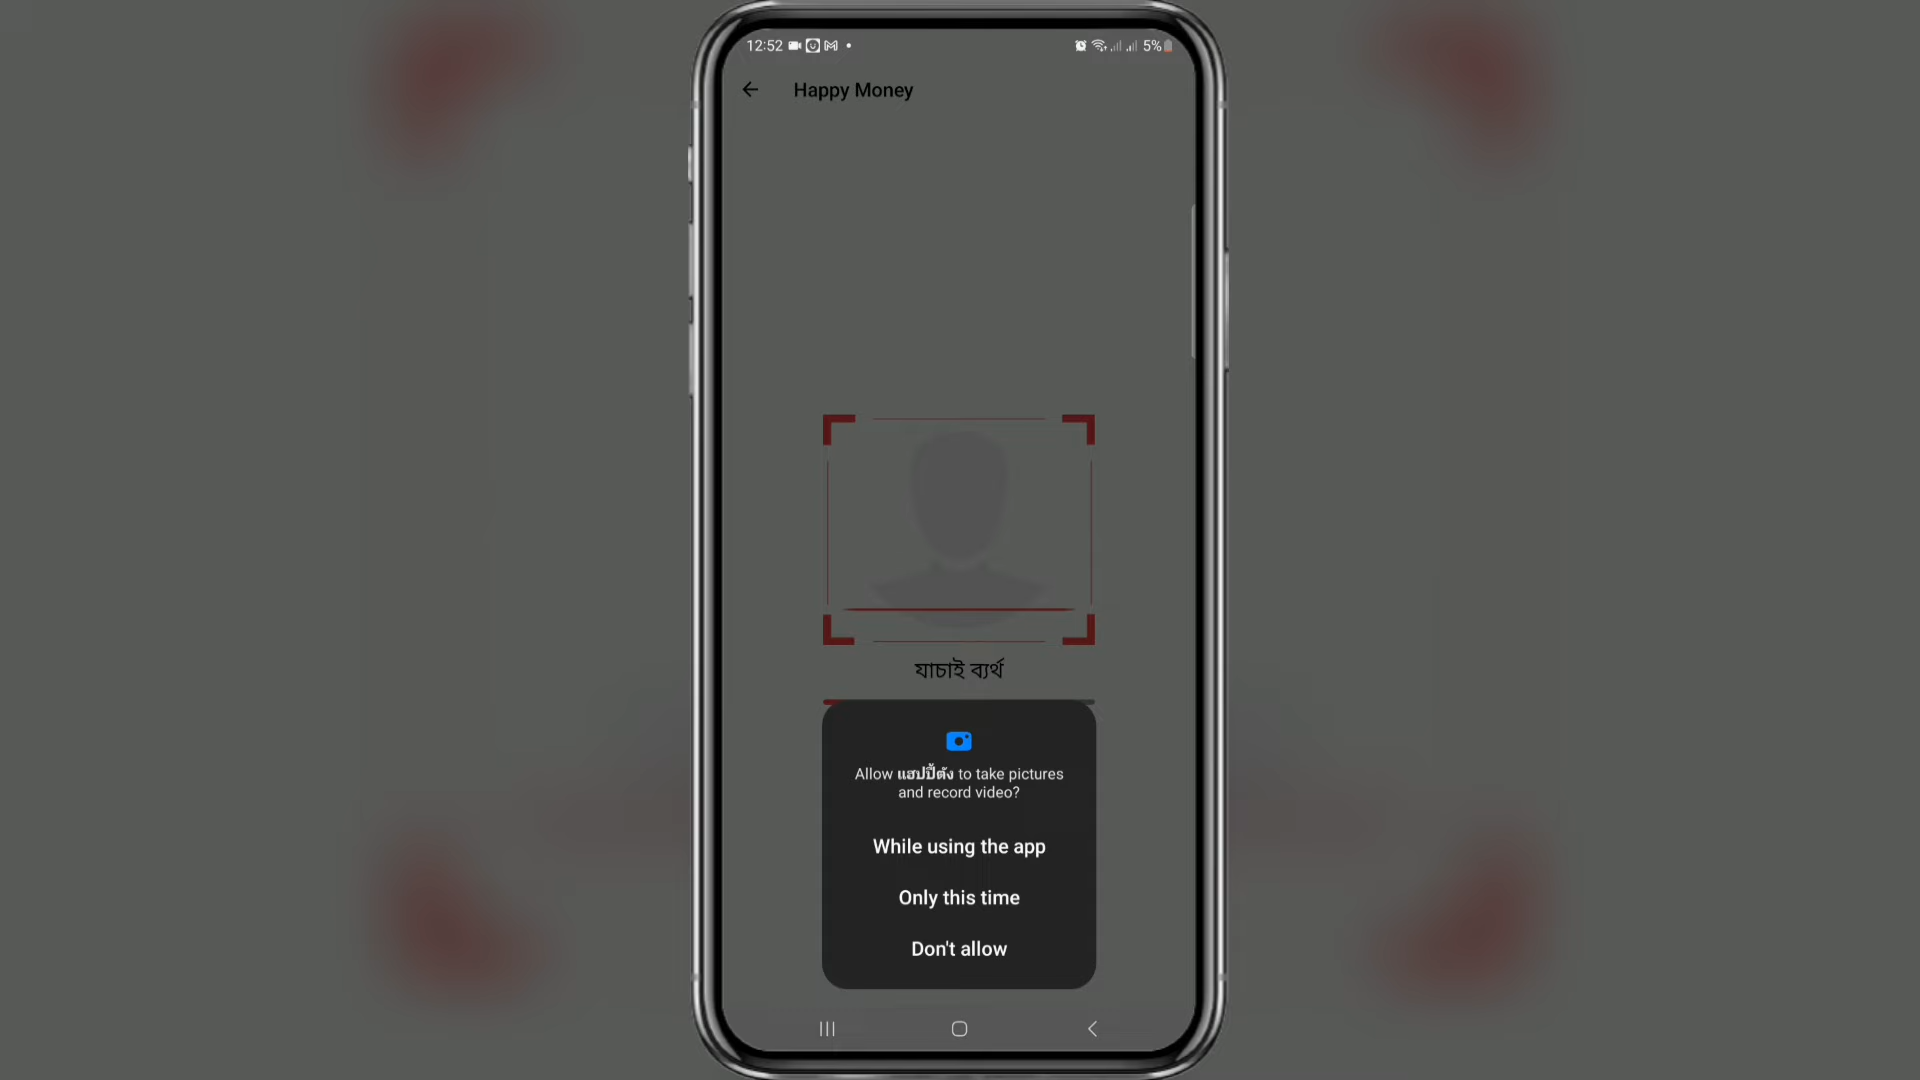 12:52 5%
Happy Money
যাচাই ব্যর্থ
Allow แฮปปี้ตัง to take pictures
and record video?
While using the app
Only this time
Don't allow